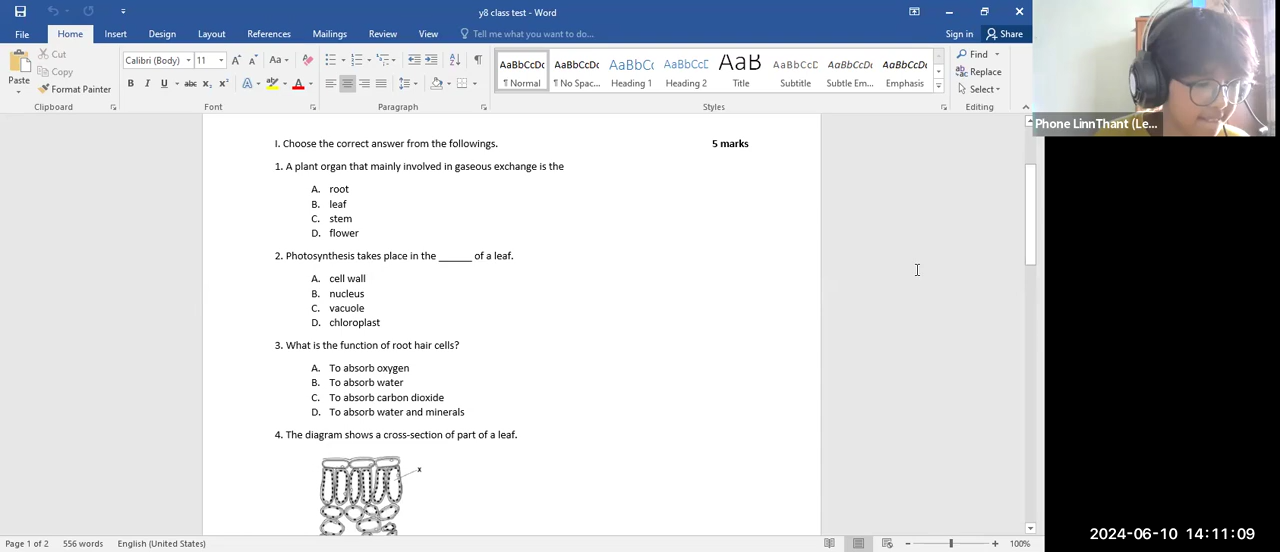 y8 class test - Word
File Home Insert Design Layout References Mailings Review View Tell me what you want to do... Sign in Share
Cut
Copy
Paste
Format Painter
Calibri (Body) 11
AaBbCcDc AaBbCcDc AaBbC( AaBbCcD AaB AaBbCcD AaBbCcDt AaBbCcDt
¶ Normal ¶ No Spac... Heading 1 Heading 2 Title Subtitle Subtle Em... Emphasis
Find
Replace
Select
Clipboard Font Paragraph Styles Editing
Phone LinnThant (Le...
I. Choose the correct answer from the followings. 5 marks
1. A plant organ that mainly involved in gaseous exchange is the
A. root
B. leaf
C. stem
D. flower
2. Photosynthesis takes place in the ______ of a leaf.
A. cell wall
B. nucleus
C. vacuole
D. chloroplast
3. What is the function of root hair cells?
A. To absorb oxygen
B. To absorb water
C. To absorb carbon dioxide
D. To absorb water and minerals
4. The diagram shows a cross-section of part of a leaf.
x
Page 1 of 2 556 words English (United States) 100%
2024-06-10 14:11:09